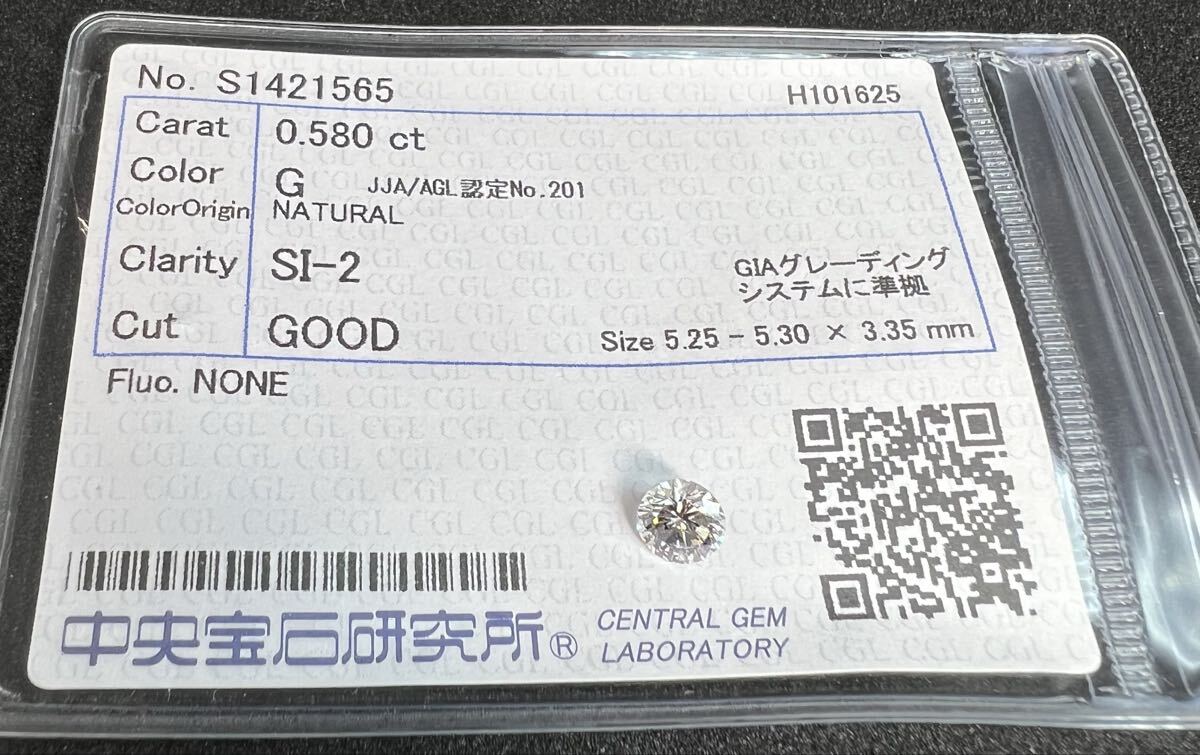 No. S1421565
H101625
Carat 0.580 ct
Color G JJA/AGL認定No.201
ColorOrigin NATURAL
Clarity SI-2
GIAグレーディング
システムに準拠
Cut GOOD
Size 5.25 - 5.30 × 3.35 mm
Fluo. NONE
中央宝石研究所®
CENTRAL GEM
LABORATORY